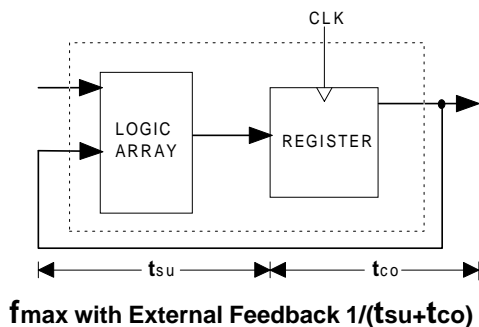 CLK
LOGIC
ARRAY
REGISTER
tsu
tco
fmax with External Feedback 1/(tsu+tco)